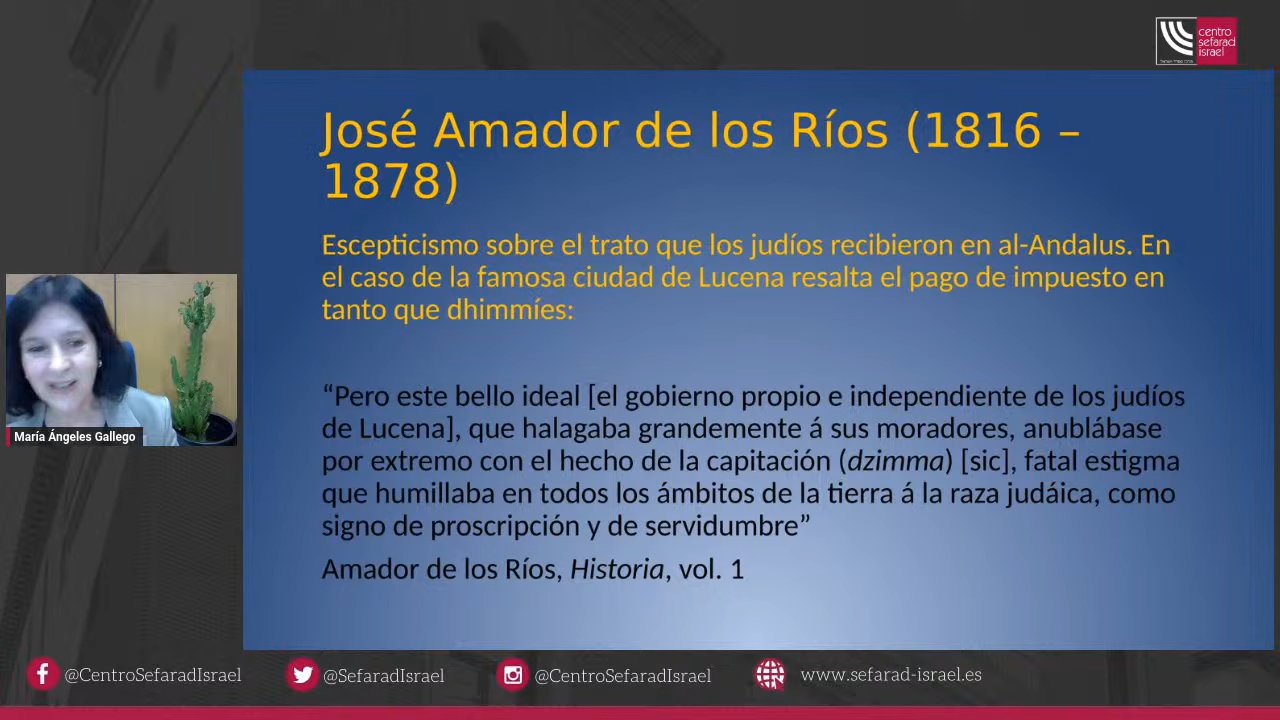 centro
sefarad
israel
José Amador de los Ríos (1816 –
1878)
Escepticismo sobre el trato que los judíos recibieron en al-Andalus. En
el caso de la famosa ciudad de Lucena resalta el pago de impuesto en
tanto que dhimmíes:
“Pero este bello ideal [el gobierno propio e independiente de los judíos
de Lucena], que halagaba grandemente á sus moradores, anublábase
por extremo con el hecho de la capitación (dzimma) [sic], fatal estigma
que humillaba en todos los ámbitos de la tierra á la raza judáica, como
signo de proscripción y de servidumbre”
Amador de los Ríos, Historia, vol. 1
María Ángeles Gallego
@CentroSefaradIsrael
@SefaradIsrael
@CentroSefaradIsrael
www.sefarad-israel.es